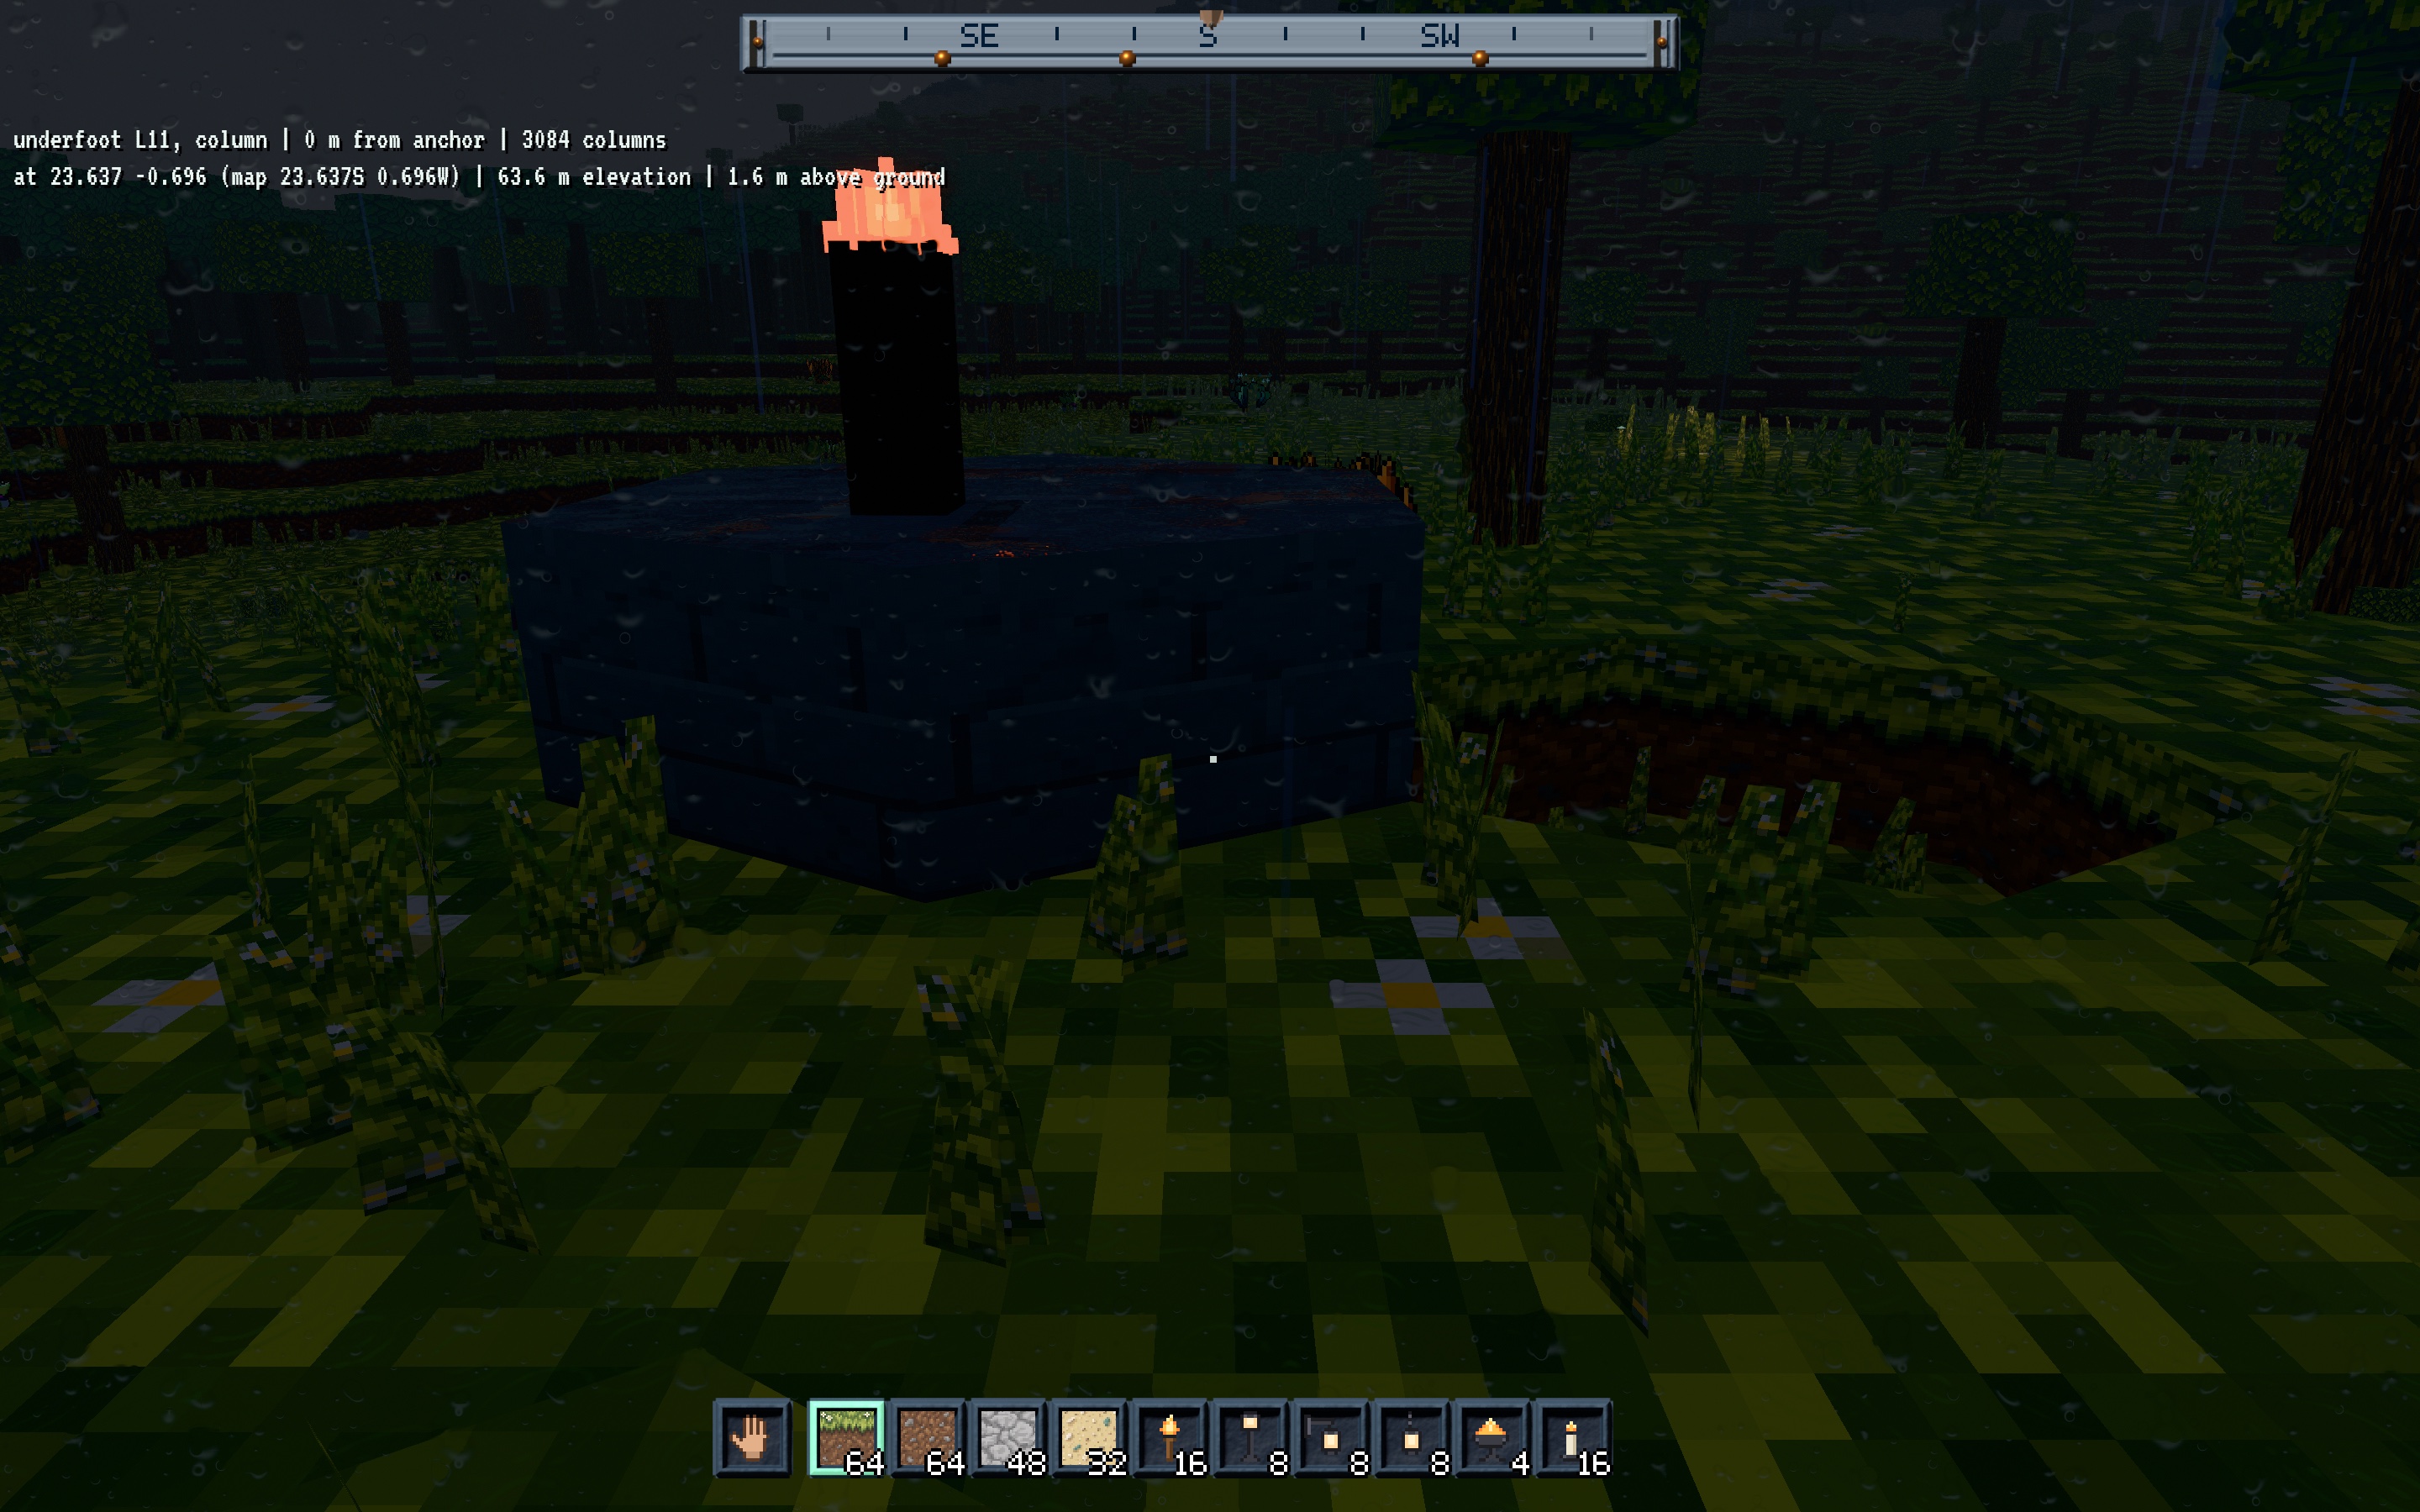 SE S SW
underfoot L11, column | 0 m from anchor | 3084 columns
at 23.637 -0.696 (map 23.637S 0.696W) | 63.6 m elevation | 1.6 m above ground
64 64 48 32 16 8 8 8 4 16